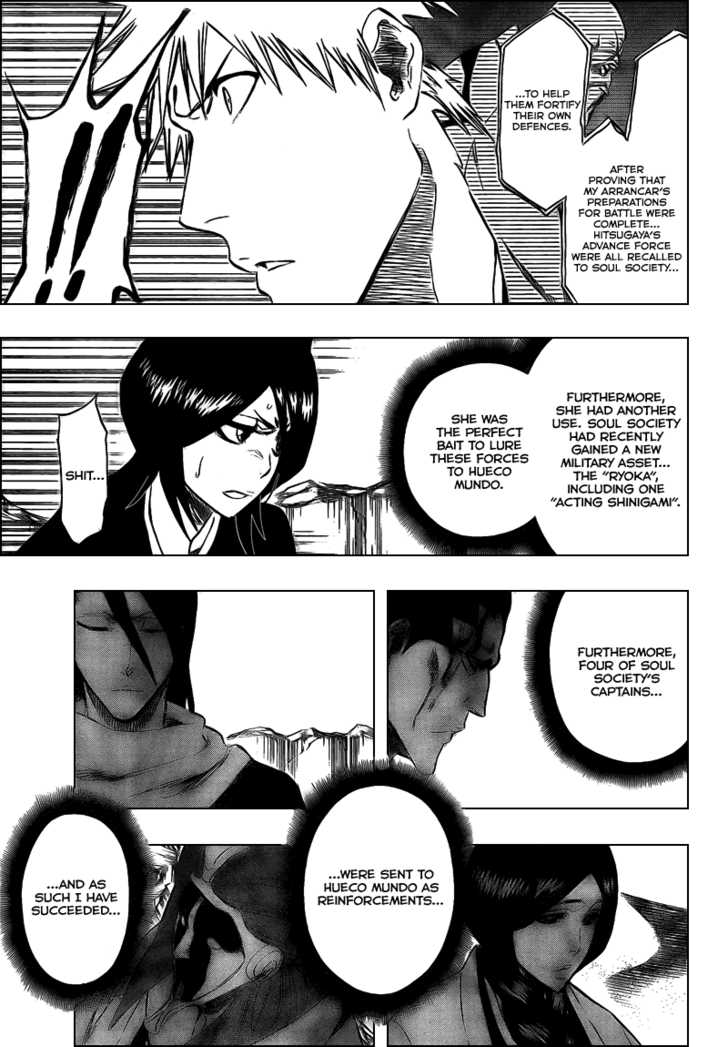 AFTER
PROVING THAT
MY ARRANCAR'S
PREPARATIONS
FOR BATTLE WERE
COMPLETE...
HITSUGAYA'S
ADVANCE FORCE
WERE ALL RECALLED
TO SOUL SOCIETY...
...TO HELP
THEM FORTIFY
THEIR OWN
DEFENCES.
!!
FURTHERMORE,
SHE HAD ANOTHER
USE. SOUL SOCIETY
HAD RECENTLY
GAINED A NEW
MILITARY ASSET...
THE "RYOKA",
INCLUDING ONE
"ACTING SHINIGAMI".
SHE WAS
THE PERFECT
BAIT TO LURE
THESE FORCES
TO HUECO
MUNDO.
SHIT...
FURTHERMORE,
FOUR OF SOUL
SOCIETY'S
CAPTAINS...
...WERE SENT TO
HUECO MUNDO AS
REINFORCEMENTS...
...AND AS
SUCH I HAVE
SUCCEEDED...